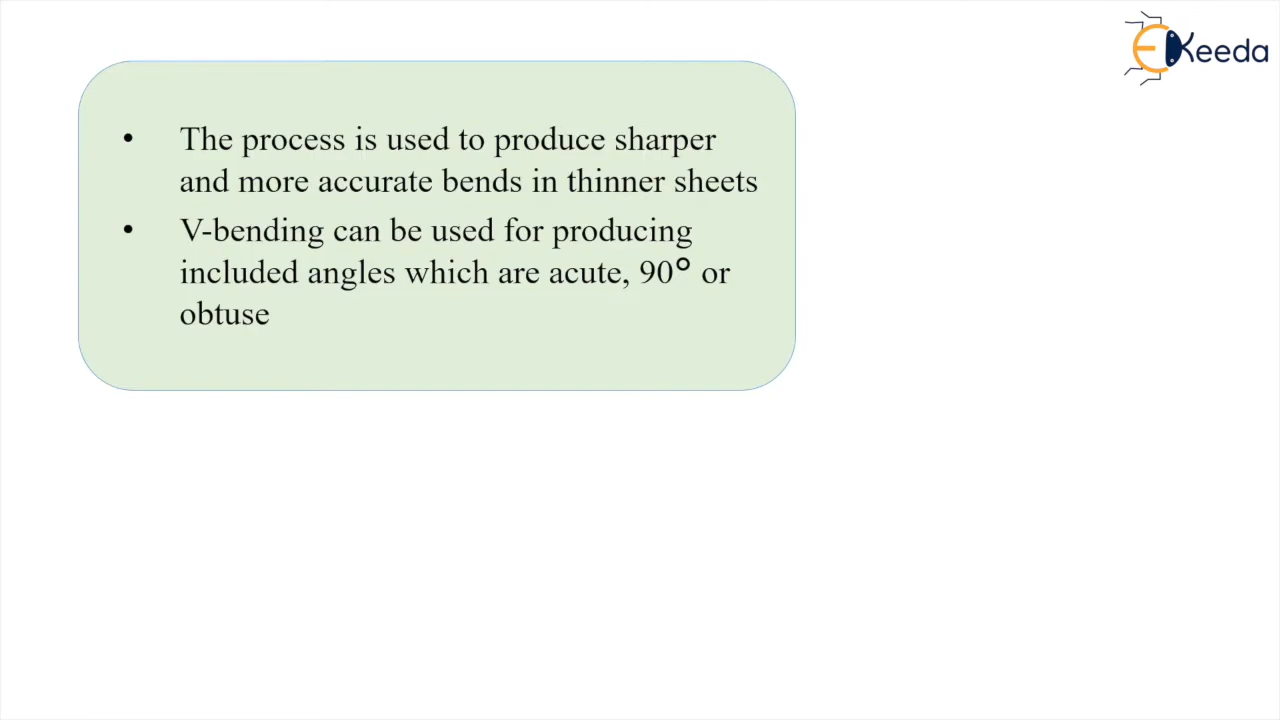 EKeeda
• The process is used to produce sharper
and more accurate bends in thinner sheets
• V-bending can be used for producing
included angles which are acute, 90° or
obtuse